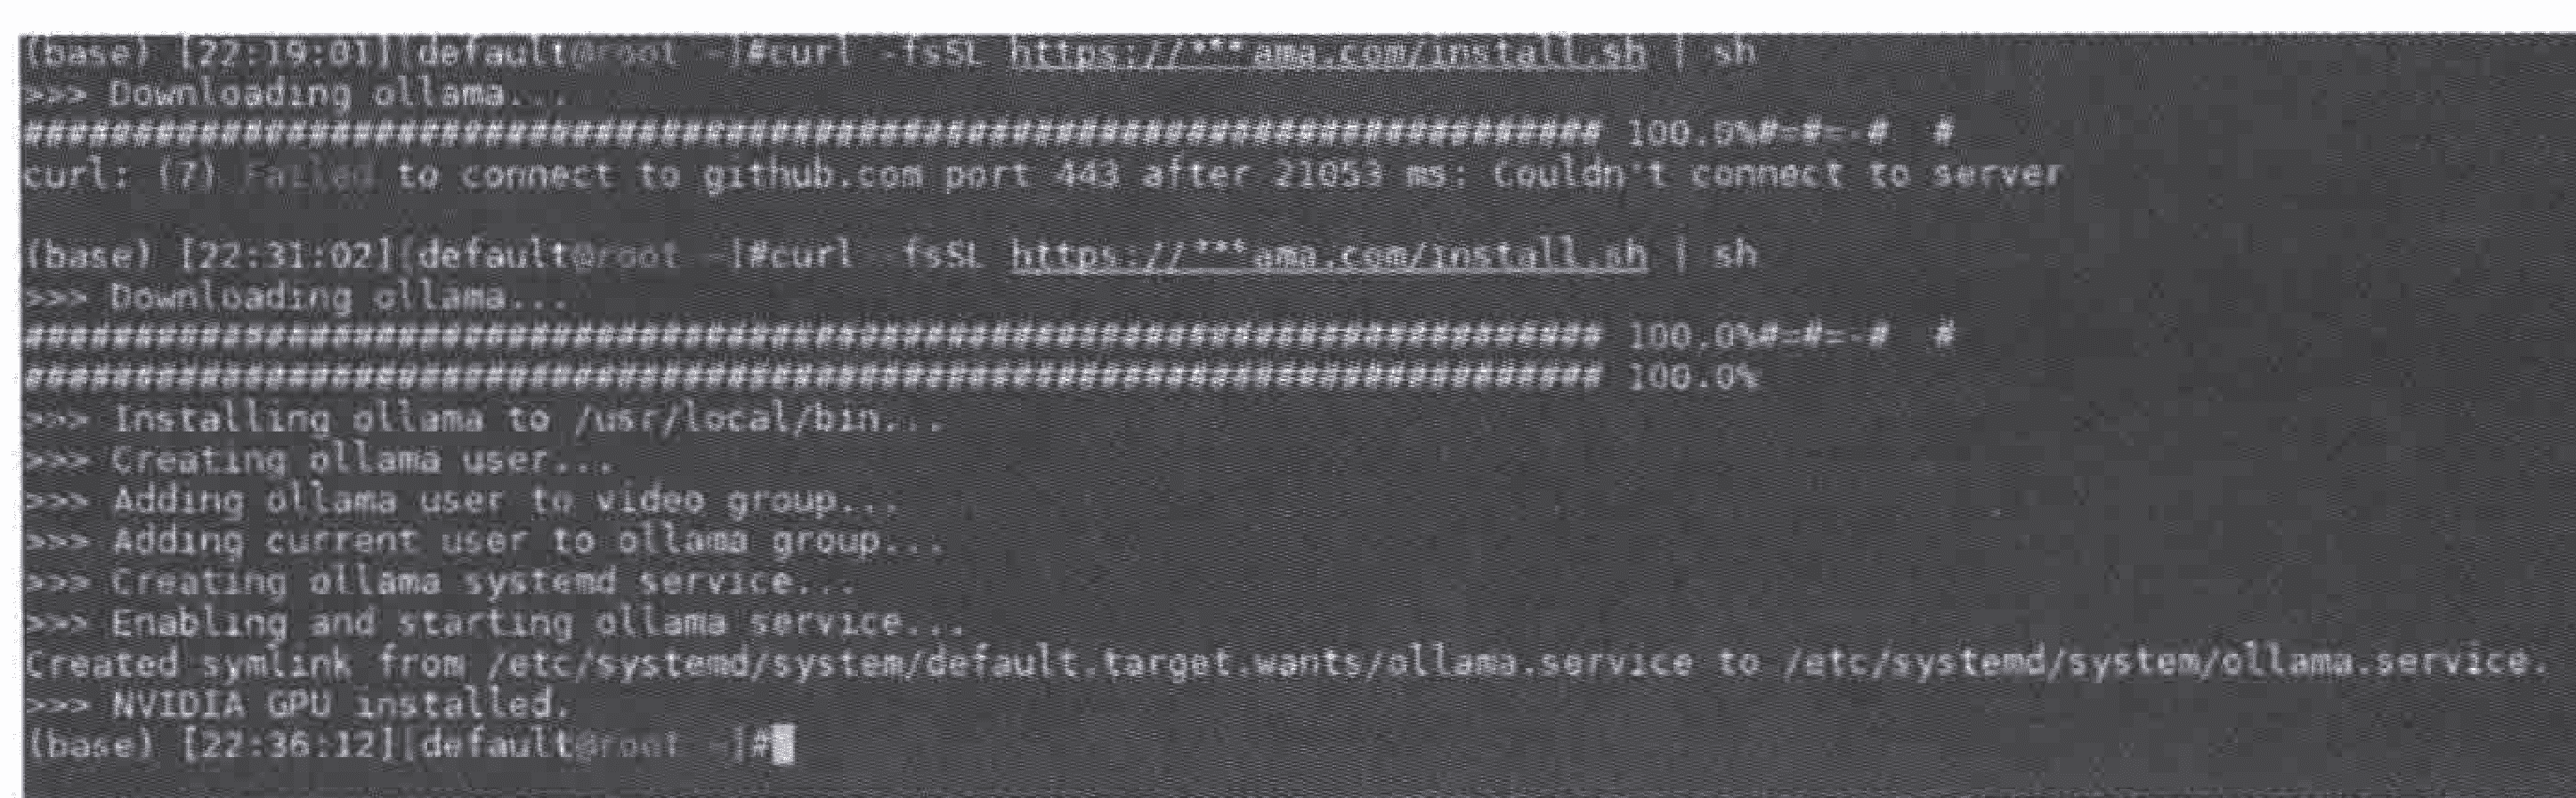 (base) [22:19:01][default@root ~]#curl -fsSL https://***ama.com/install.sh | sh
>>> Downloading ollama...
######################################################################## 100.0%#=#=-#  #
curl: (7) Failed to connect to github.com port 443 after 21053 ms: Couldn't connect to server
(base) [22:31:02][default@root ~]#curl -fsSL https://***ama.com/install.sh | sh
>>> Downloading ollama...
######################################################################## 100.0%#=#=-#  #
######################################################################## 100.0%
>>> Installing ollama to /usr/local/bin...
>>> Creating ollama user...
>>> Adding ollama user to video group...
>>> Adding current user to ollama group...
>>> Creating ollama systemd service...
>>> Enabling and starting ollama service...
Created symlink from /etc/systemd/system/default.target.wants/ollama.service to /etc/systemd/system/ollama.service.
>>> NVIDIA GPU installed.
(base) [22:36:12][default@root ~]#